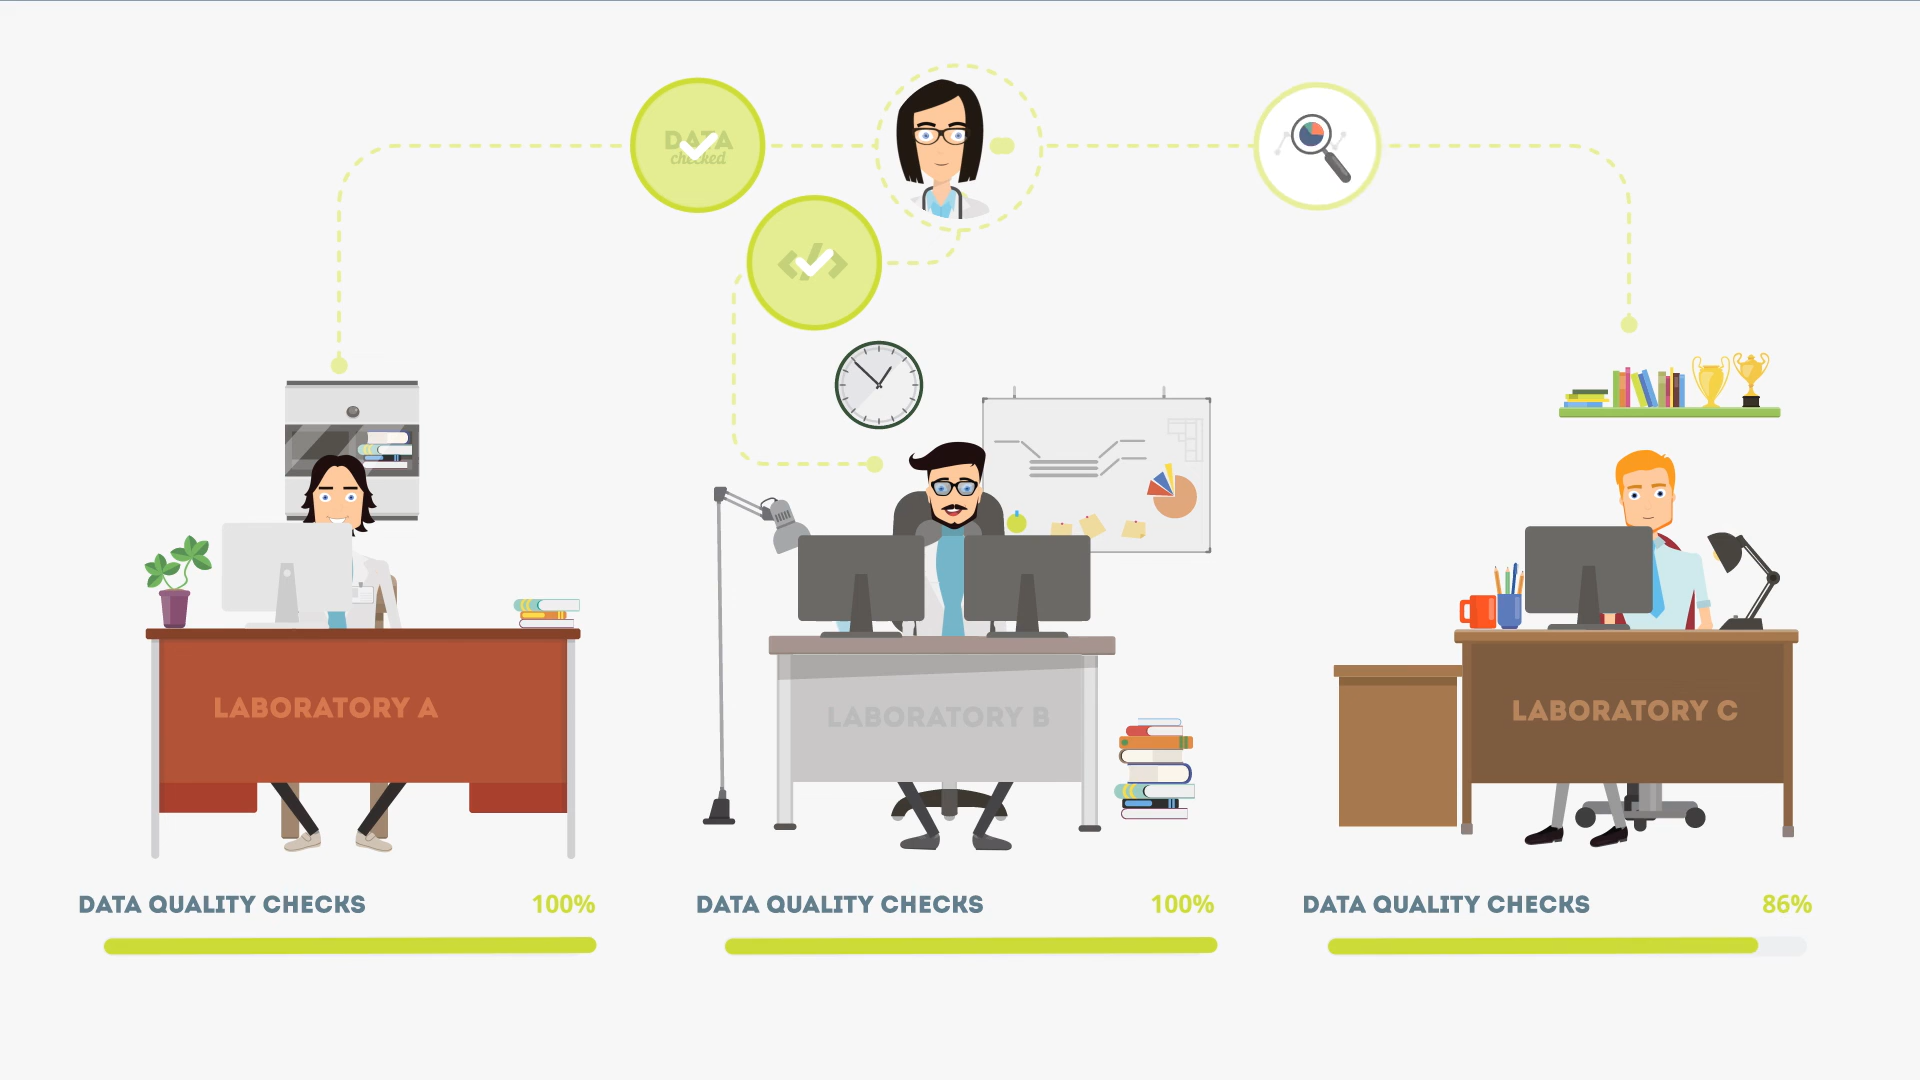 DATA
checked
LABORATORY A
LABORATORY B
LABORATORY C
DATA QUALITY CHECKS 100%
DATA QUALITY CHECKS 100%
DATA QUALITY CHECKS 86%